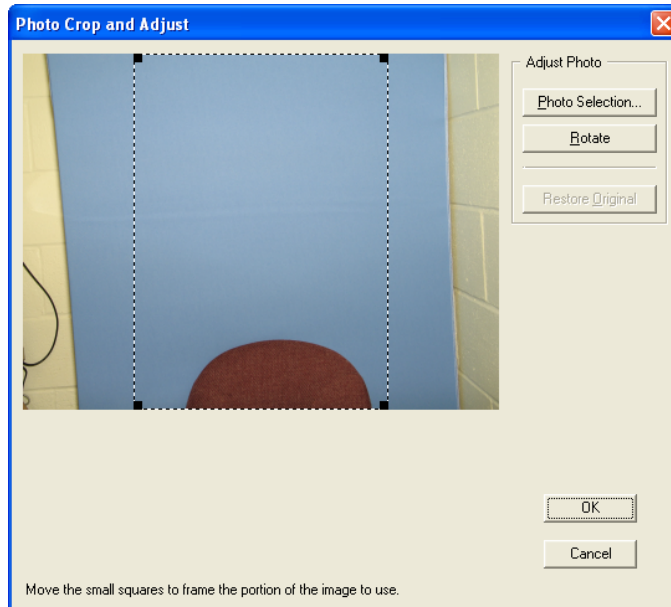 Photo Crop and Adjust
Adjust Photo
Photo Selection...
Rotate
Restore Original
OK
Cancel
Move the small squares to frame the portion of the image to use.